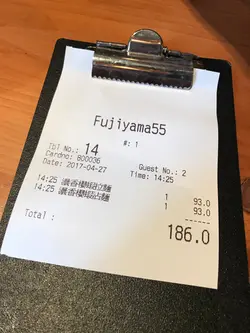 Fujiyama55
#: 1
Tbl No.: 14
Cardno: 800036
Guest No.: 2
Date: 2017-04-27
Time: 14:25
14:25 1 93.0
14:25 1 93.0
------
Total: 186.0